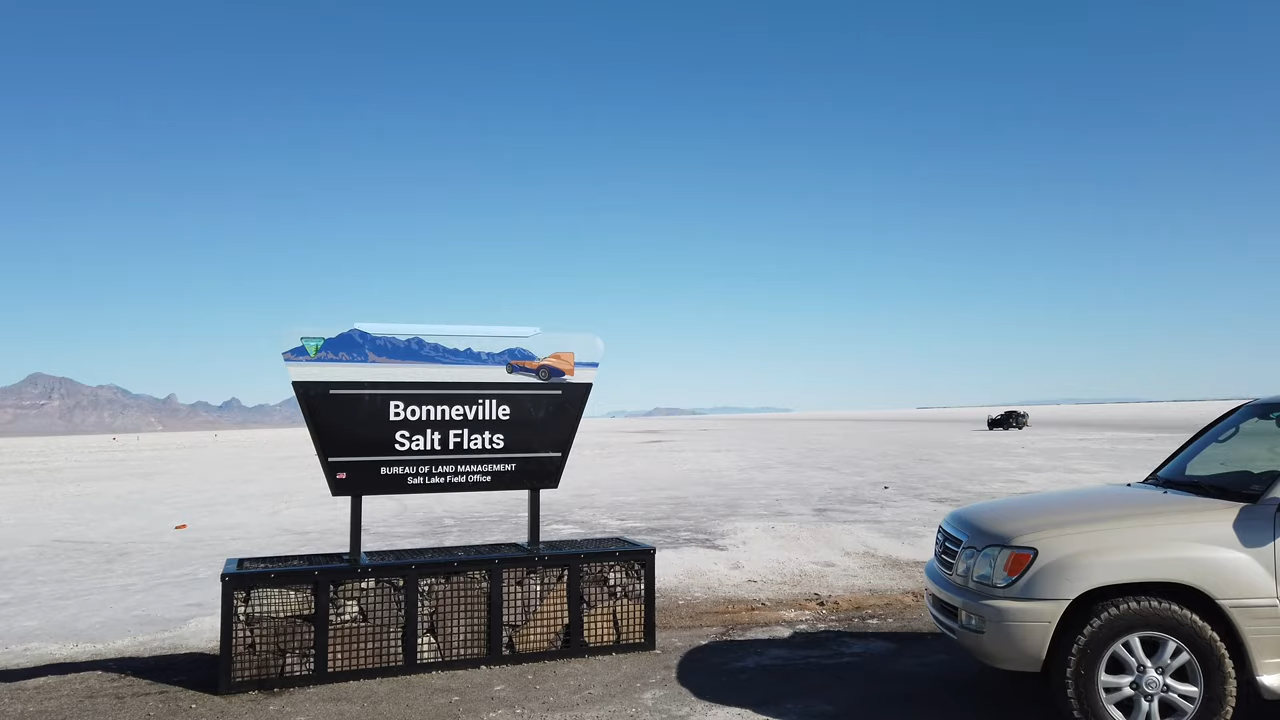 Bonneville
Salt Flats
BUREAU OF LAND MANAGEMENT
Salt Lake Field Office